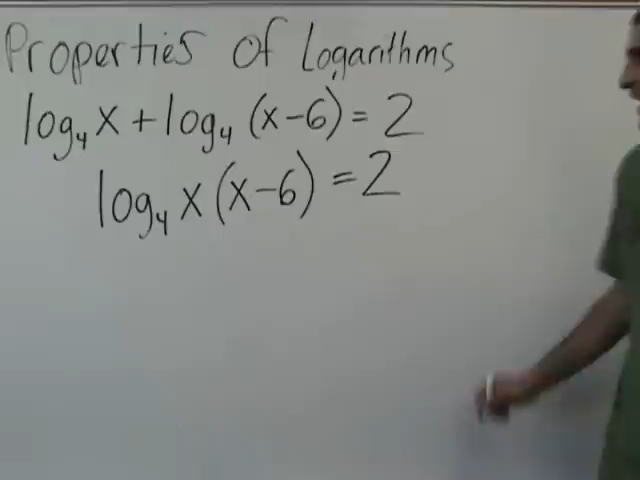 Properties Of Logarithms
log₄ x + log₄ (x-6) = 2
log₄ x (x-6) = 2